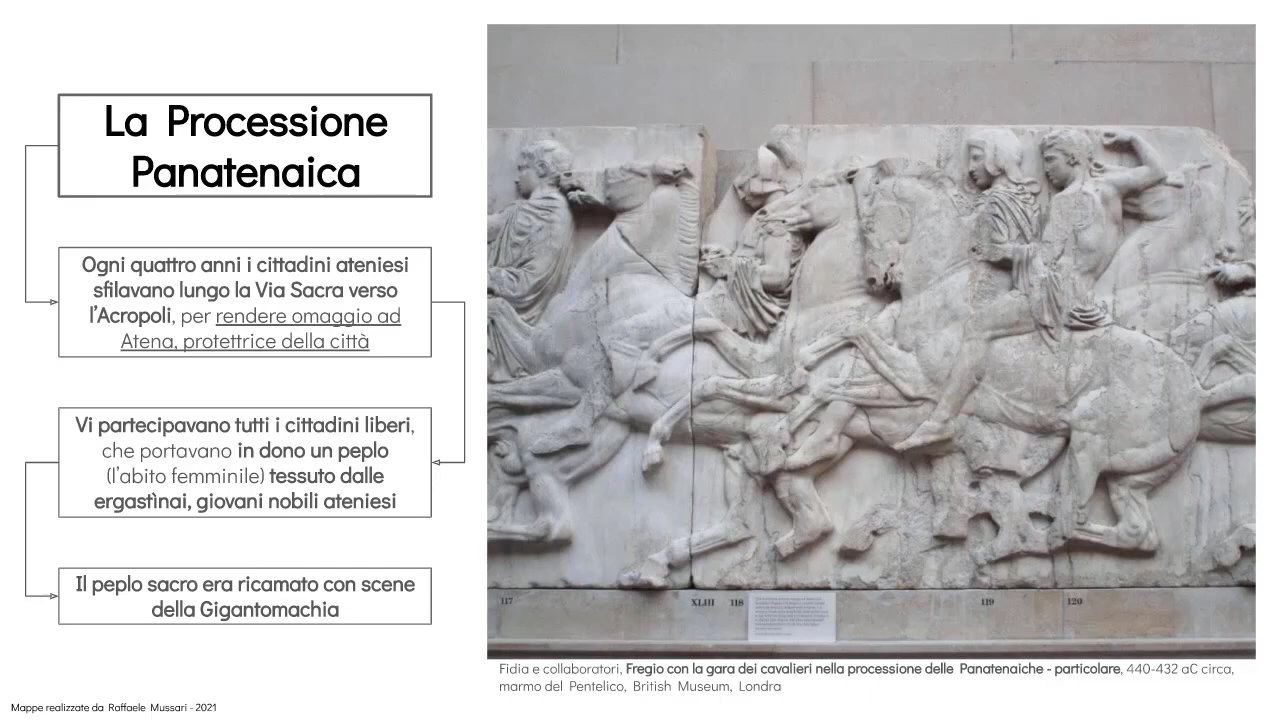 La Processione
Panatenaica
Ogni quattro anni i cittadini ateniesi
sfilavano lungo la Via Sacra verso
l'Acropoli, per rendere omaggio ad
Atena, protettrice della città
Vi partecipavano tutti i cittadini liberi,
che portavano in dono un peplo
(l'abito femminile) tessuto dalle
ergastìnai, giovani nobili ateniesi
Il peplo sacro era ricamato con scene
della Gigantomachia
117 XLIII 118 119 120
Fidia e collaboratori, Fregio con la gara dei cavalieri nella processione delle Panatenaiche - particolare, 440-432 aC circa,
marmo del Pentelico, British Museum, Londra
Mappe realizzate da Raffaele Mussari - 2021